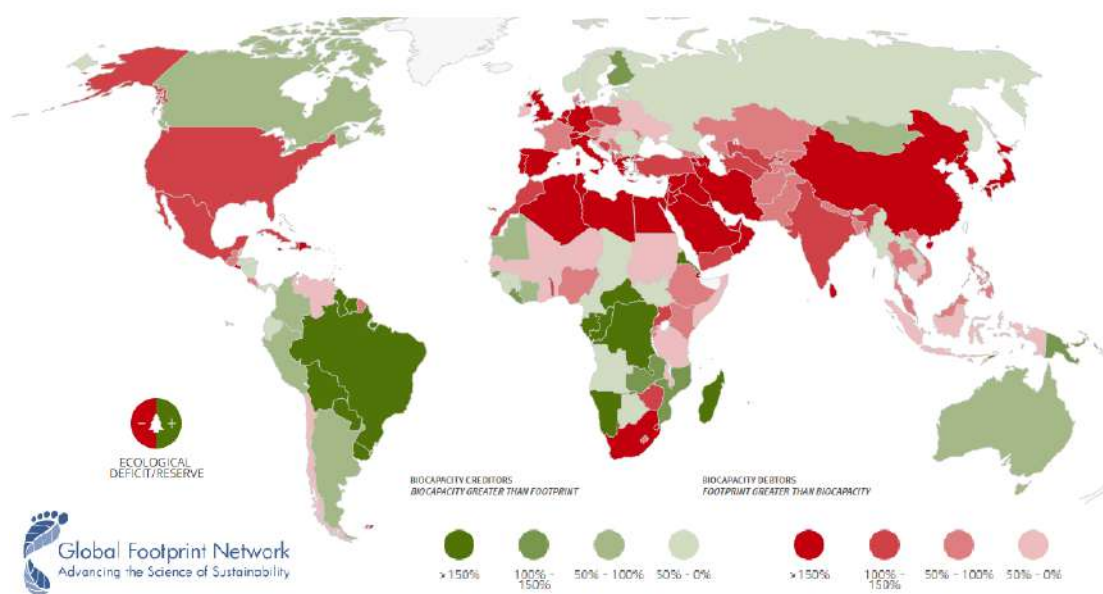 ECOLOGICAL
DEFICIT/RESERVE
BIOCAPACITY CREDITORS
BIOCAPACITY GREATER THAN FOOTPRINT
BIOCAPACITY DEBTORS
FOOTPRINT GREATER THAN BIOCAPACITY
>150%
100% -
150%
50% - 100%
50% - 0%
>150%
100% -
150%
50% - 100%
50% - 0%
Global Footprint Network
Advancing the Science of Sustainability